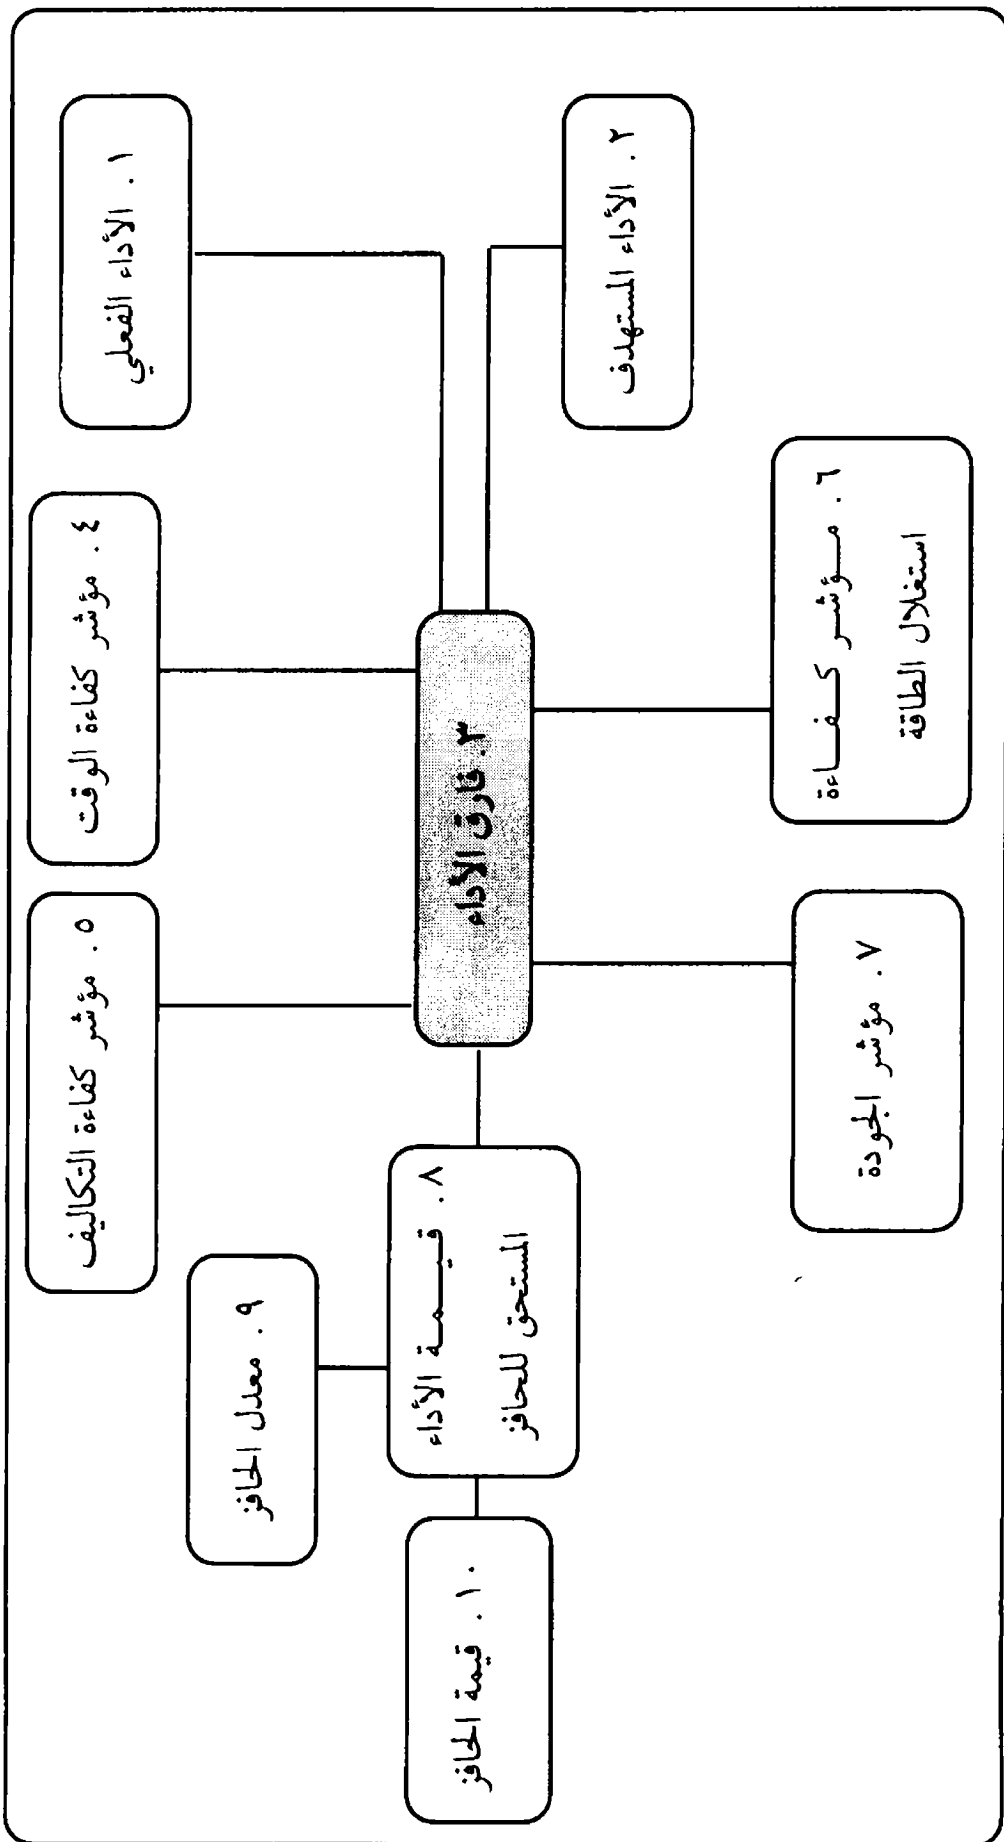 ١. الأداء الفعلي
٢. الأداء المستهدف
٣. فارق الأداء
٤. مؤشر كفاءة الوقت
٥. مؤشر كفاءة التكاليف
٦. مؤشر كفاءة
استغلال الطاقة
٧. مؤشر الجودة
٨. قيمة الأداء
المستحق للحافز
٩. معدل الحافز
١٠. قيمة الحافز